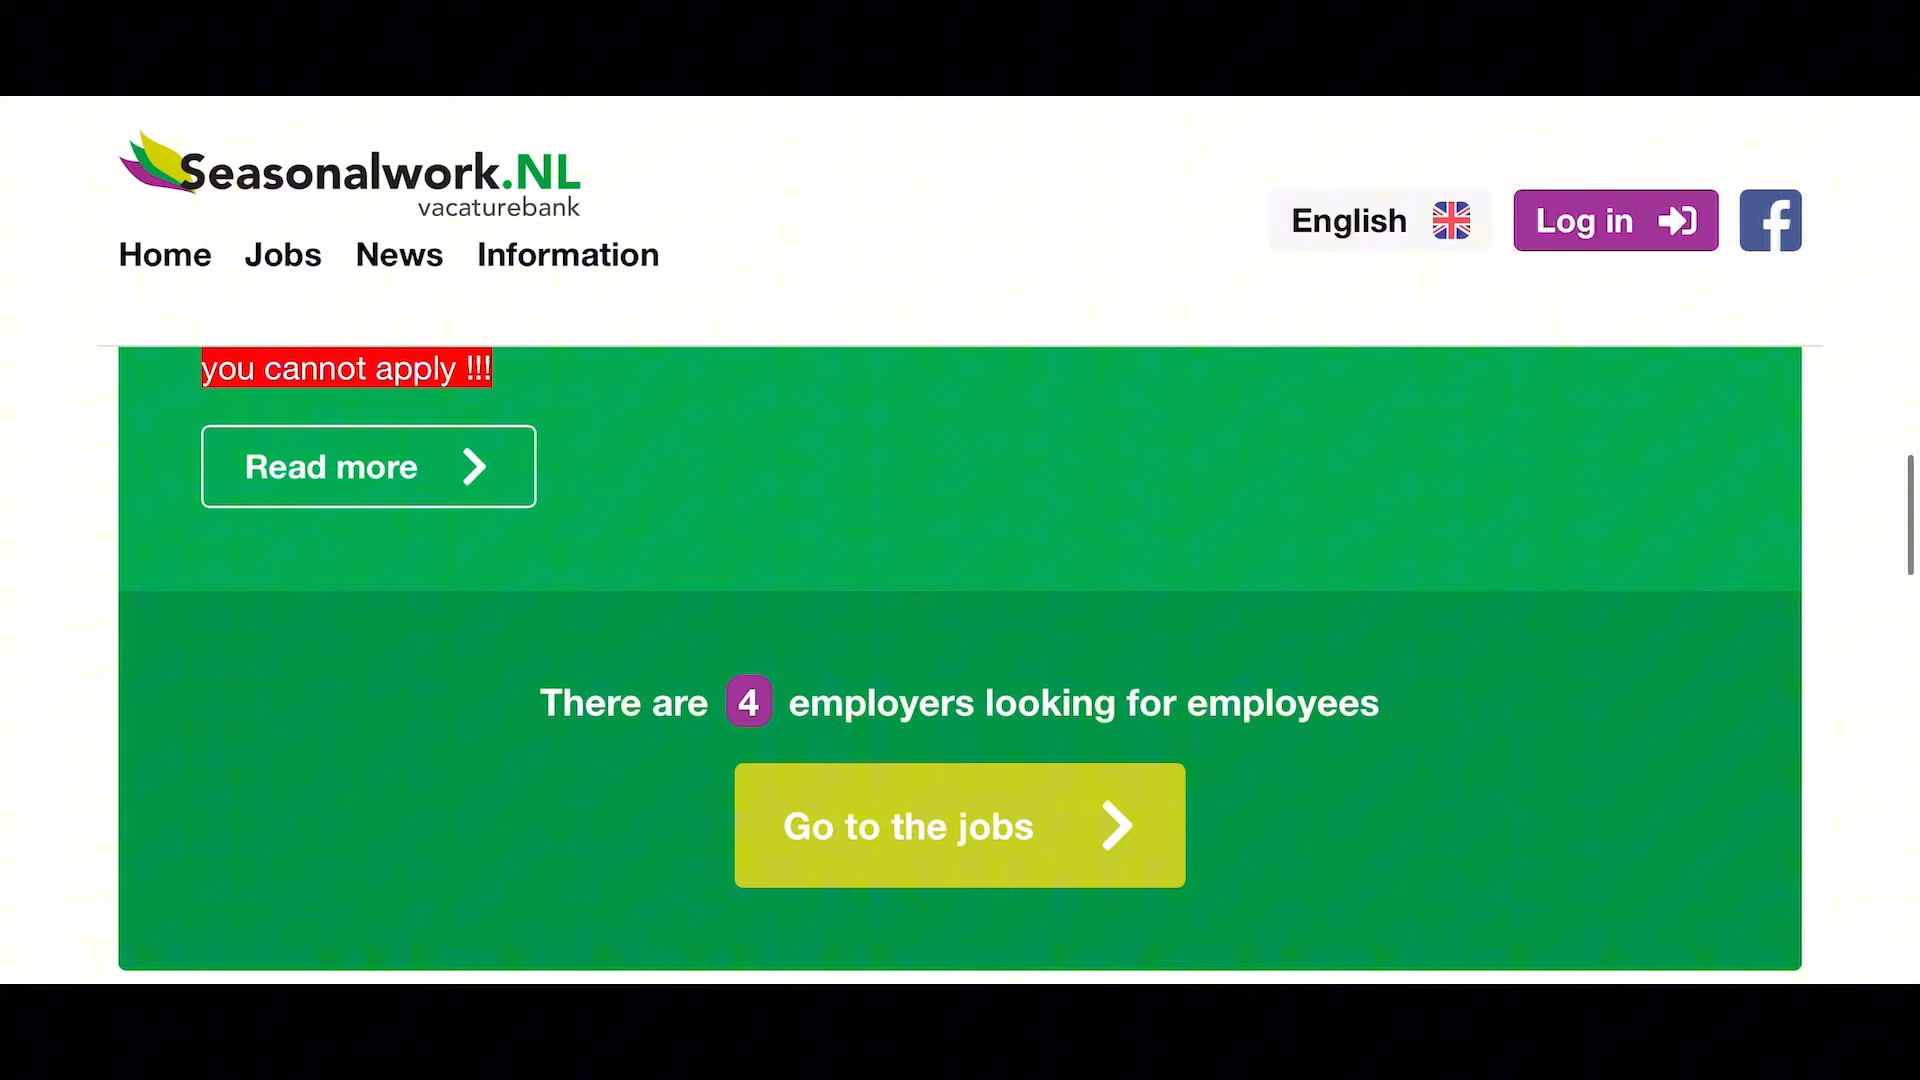 Seasonalwork.NL
vacaturebank
Home Jobs News Information
English
Log in
you cannot apply !!!
Read more
There are 4 employers looking for employees
Go to the jobs